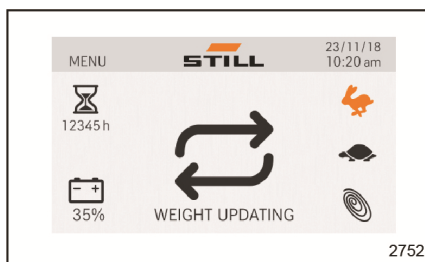 MENU
STILL
23/11/18
10:20 am
12345 h
35%
WEIGHT UPDATING
2752